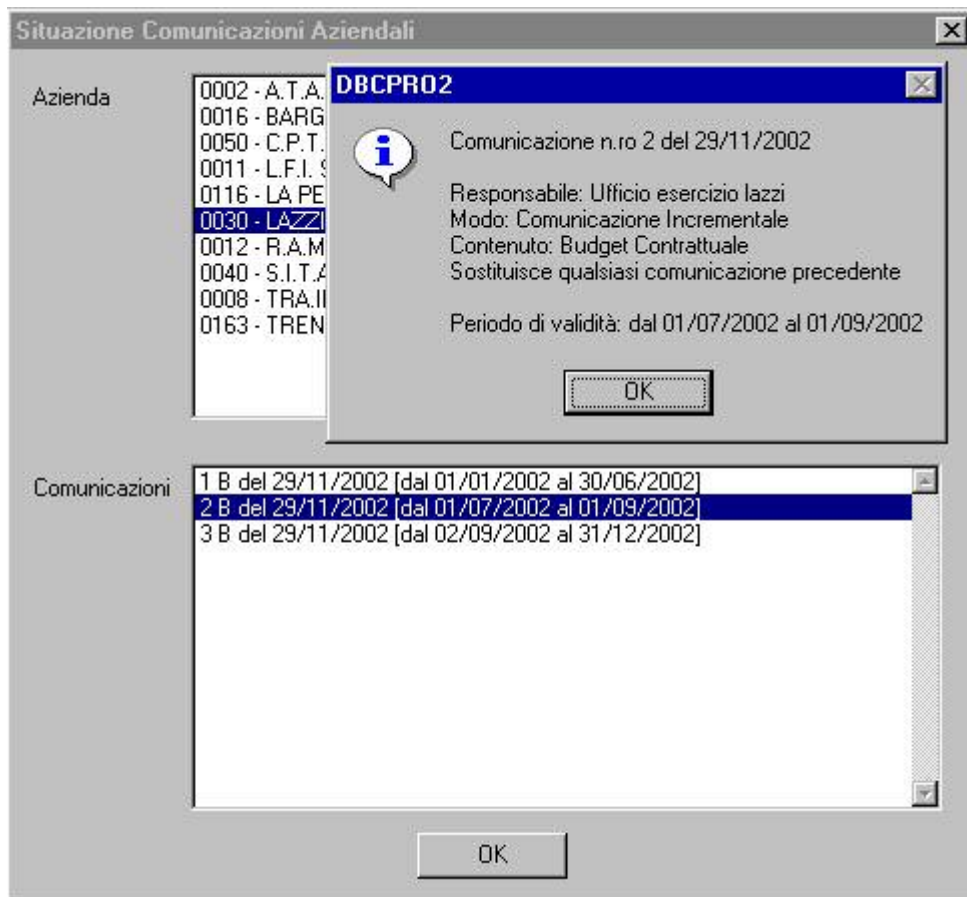 Situazione Comunicazioni Aziendali
Azienda
0002 - A.T.A.
0016 - BARG
0050 - C.P.T.
0011 - L.F.I. S
0116 - LA PE
0030 - LAZZI
0012 - R.A.M
0040 - S.I.T.A
0008 - TRA.II
0163 - TREN
DBCPRO2
Comunicazione n.ro 2 del 29/11/2002
Responsabile: Ufficio esercizio lazzi
Modo: Comunicazione Incrementale
Contenuto: Budget Contrattuale
Sostituisce qualsiasi comunicazione precedente
Periodo di validità: dal 01/07/2002 al 01/09/2002
OK
Comunicazioni
1 B del 29/11/2002 [dal 01/01/2002 al 30/06/2002]
2 B del 29/11/2002 [dal 01/07/2002 al 01/09/2002]
3 B del 29/11/2002 [dal 02/09/2002 al 31/12/2002]
OK